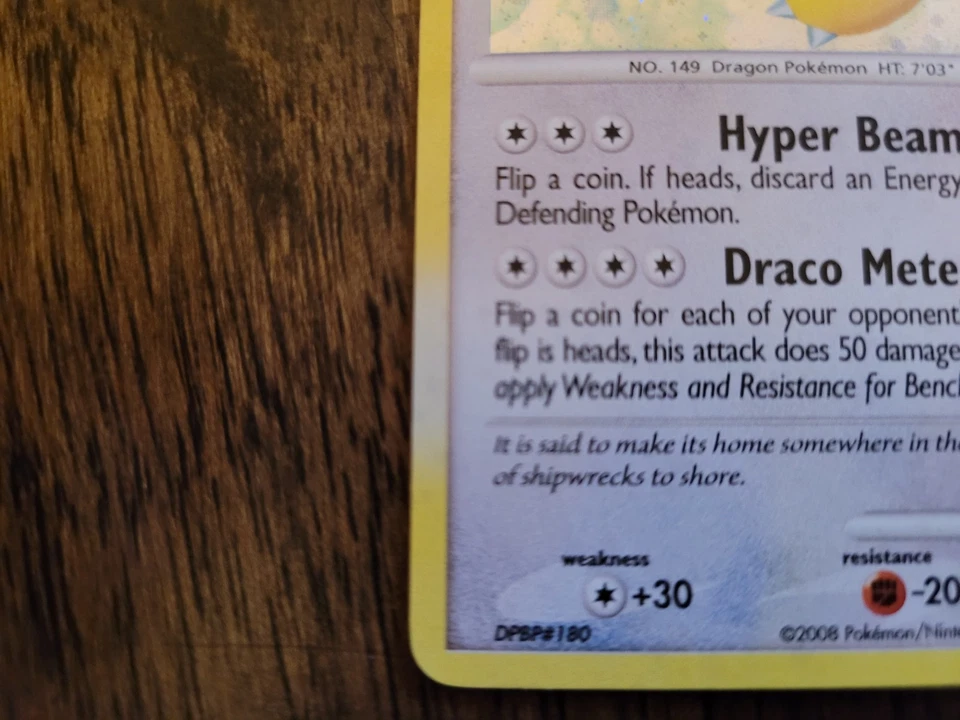 NO. 149 Dragon Pokémon HT: 7'03"
Hyper Beam
Flip a coin. If heads, discard an Energy
Defending Pokémon.
Draco Mete
Flip a coin for each of your opponent
flip is heads, this attack does 50 damage
apply Weakness and Resistance for Bench
It is said to make its home somewhere in the
of shipwrecks to shore.
weakness resistance
+30 -20
DPBP#180 ©2008 Pokémon/Ninte